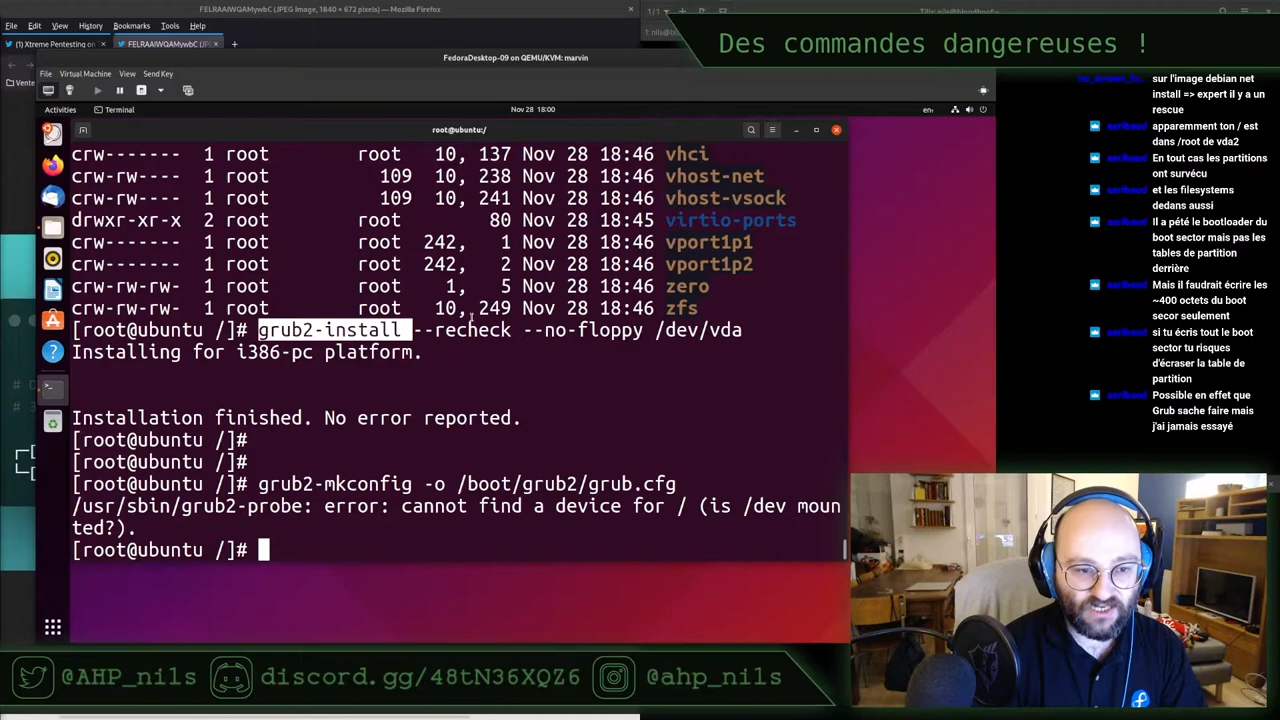 FELRAAIWQAMywbC (JPEG Image, 1840 × 672 pixels) — Mozilla Firefox
File Edit View History Bookmarks Tools Help
(1) Xtreme Pentesting on
FELRAAIWQAMywbC (JPEG
Des commandes dangereuses !
FedoraDesktop-09 on QEMU/KVM: marvin
File Virtual Machine View Send Key
Activities Terminal Nov 28 18:00 en
root@ubuntu:/
crw------- 1 root root 10, 137 Nov 28 18:46 vhci
crw-rw---- 1 root 109 10, 238 Nov 28 18:46 vhost-net
crw-rw---- 1 root 109 10, 241 Nov 28 18:46 vhost-vsock
drwxr-xr-x 2 root root 80 Nov 28 18:45 virtio-ports
crw------- 1 root root 242, 1 Nov 28 18:46 vport1p1
crw------- 1 root root 242, 2 Nov 28 18:46 vport1p2
crw-rw-rw- 1 root root 1, 5 Nov 28 18:46 zero
crw-rw-rw- 1 root root 10, 249 Nov 28 18:46 zfs
[root@ubuntu /]# grub2-install --recheck --no-floppy /dev/vda
Installing for i386-pc platform.
Installation finished. No error reported.
[root@ubuntu /]#
[root@ubuntu /]#
[root@ubuntu /]# grub2-mkconfig -o /boot/grub2/grub.cfg
/usr/sbin/grub2-probe: error: cannot find a device for / (is /dev moun
ted?).
[root@ubuntu /]#
sur l'image debian net
install => expert il y a un
rescue
apparemment ton / est
dans /root de vda2
En tout cas les partitions
ont survécu
et les filesystems
dedans aussi
Il a pété le bootloader du
boot sector mais pas les
tables de partition
derrière
Mais il faudrait écrire les
~400 octets du boot
secor seulement
si tu écris tout le boot
sector tu risques
d'écraser la table de
partition
Possible en effet que
Grub sache faire mais
j'ai jamais essayé
@AHP_nils discord.gg/48tN36XQZ6 @ahp_nils